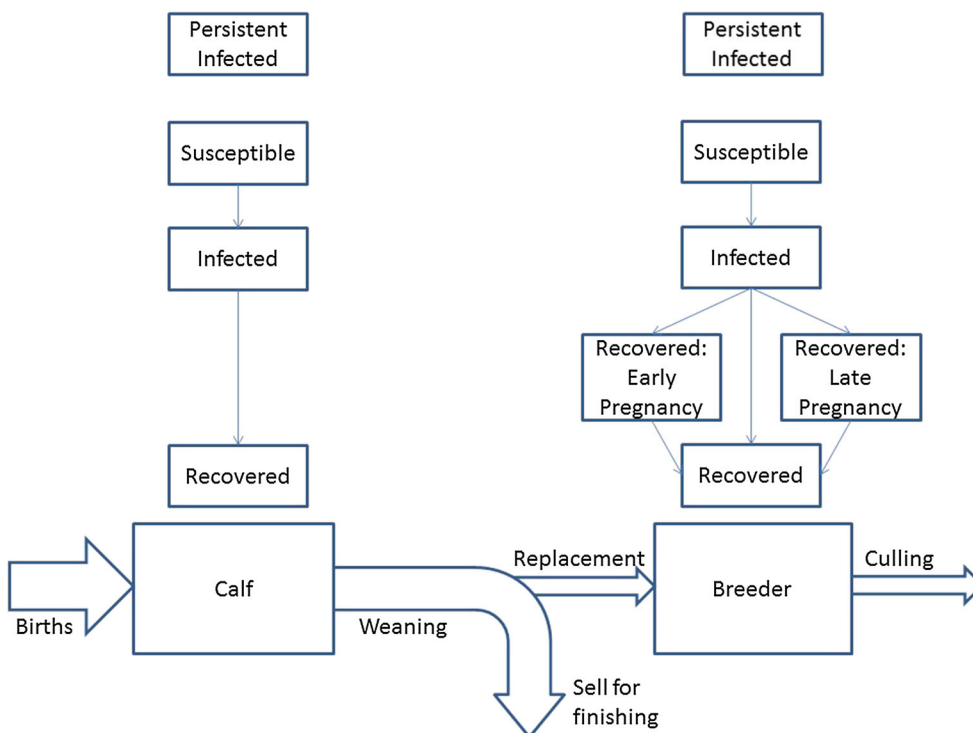 Persistent
Infected
Persistent
Infected
Susceptible
Susceptible
Infected
Infected
Recovered:
Early
Pregnancy
Recovered:
Late
Pregnancy
Recovered
Recovered
Births
Calf
Weaning
Replacement
Sell for
finishing
Breeder
Culling